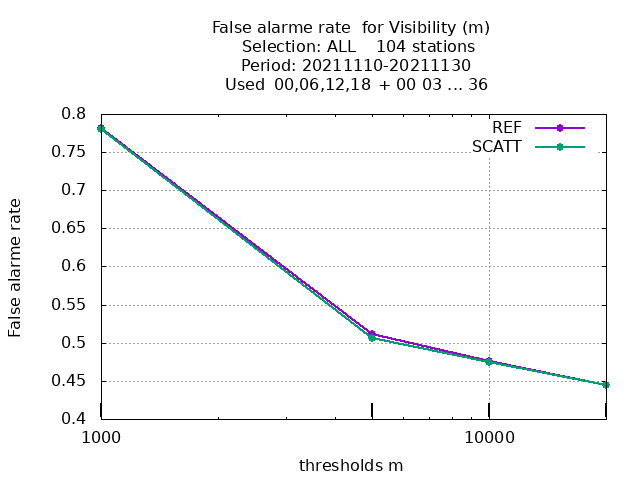 False alarme rate  for Visibility (m)
Selection: ALL    104 stations
Period: 20211110-20211130
Used  00,06,12,18 + 00 03 ... 36
REF
SCATT
0.8
0.75
0.7
0.65
0.6
0.55
0.5
0.45
0.4
False alarme rate
1000
10000
thresholds m